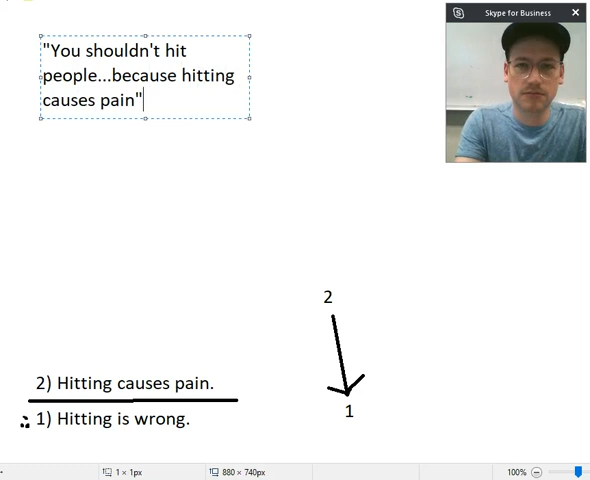 Skype for Business
"You shouldn't hit
people...because hitting
causes pain"
2
2) Hitting causes pain.
1) Hitting is wrong.
1
1 × 1px
880 × 740px
100%